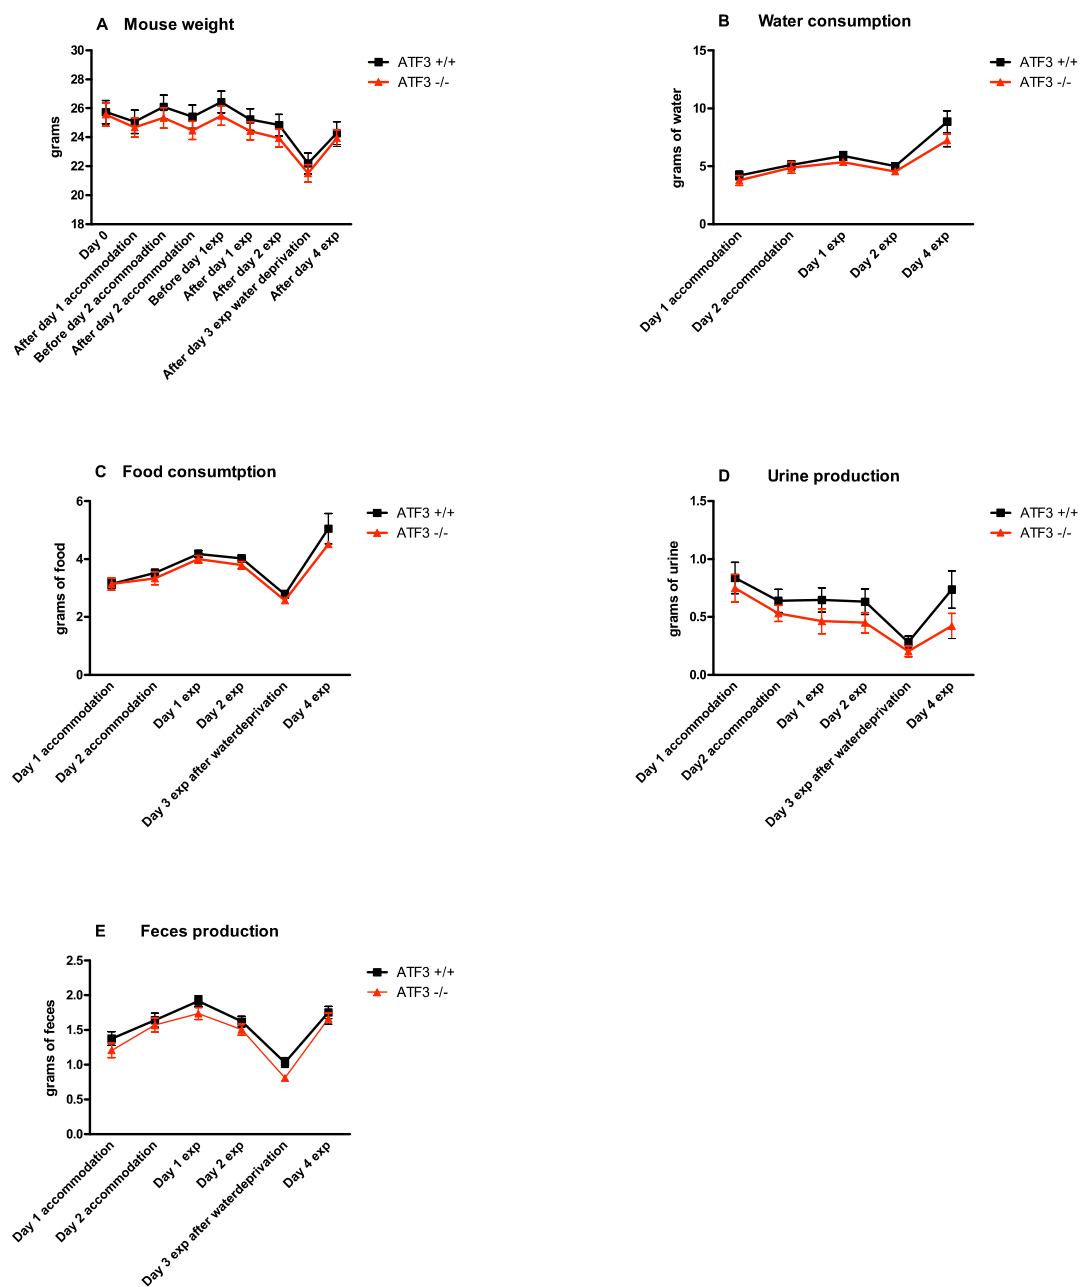 A Mouse weight
30
28
26
24
22
20
18
grams
ATF3 +/+
ATF3 -/-
Day 0
After day 1 accommodation
Before day 2 accommoadtion
After day 2 accommodation
Before day 1exp
After day 1 exp
After day 2 exp
After day 3 exp water deprivation
After day 4 exp
B Water consumption
15
10
5
0
grams of water
ATF3 +/+
ATF3 -/-
Day 1 accommodation
Day 2 accommodation
Day 1 exp
Day 2 exp
Day 4 exp
C Food consumtption
6
4
2
0
grams of food
ATF3 +/+
ATF3 -/-
Day 1 accommodation
Day 2 accommodation
Day 1 exp
Day 2 exp
Day 3 exp after waterdeprivation
Day 4 exp
D Urine production
1.5
1.0
0.5
0.0
grams of urine
ATF3 +/+
ATF3 -/-
Day 1 accommodation
Day2 accommoadtion
Day 1 exp
Day 2 exp
Day 3 exp after waterdeprivation
Day 4 exp
E Feces production
2.5
2.0
1.5
1.0
0.5
0.0
grams of feces
ATF3 +/+
ATF3 -/-
Day 1 accommodation
Day 2 accommodation
Day 1 exp
Day 2 exp
Day 3 exp after waterdeprivation
Day 4 exp